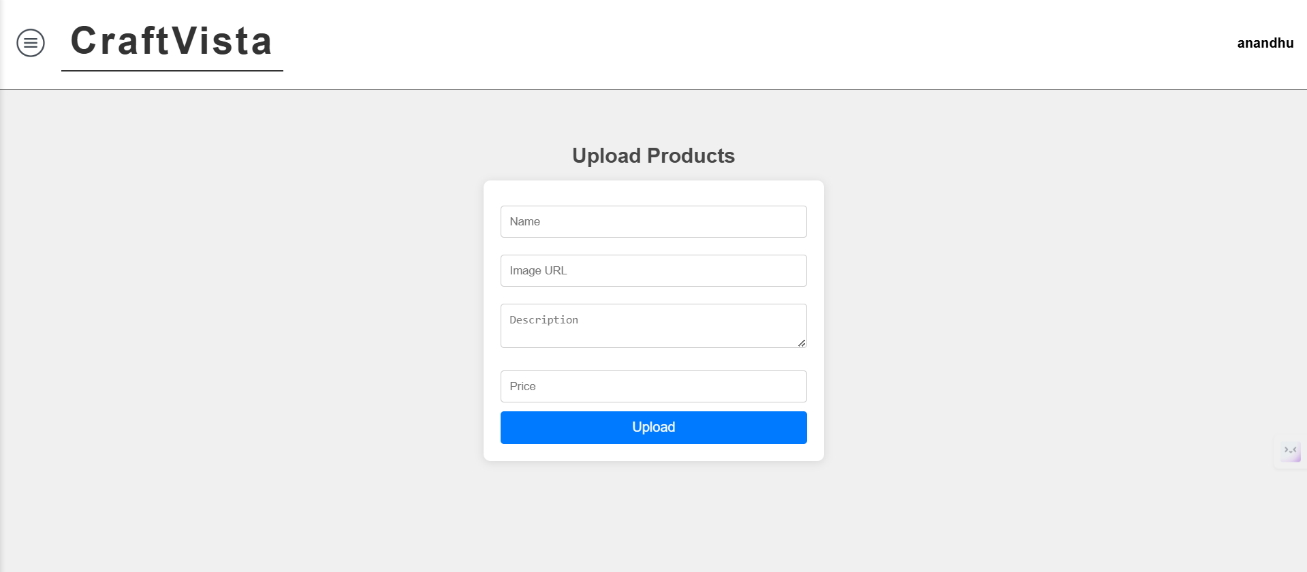 CraftVista
anandhu
Upload Products
Name
Image URL
Description
Price
Upload